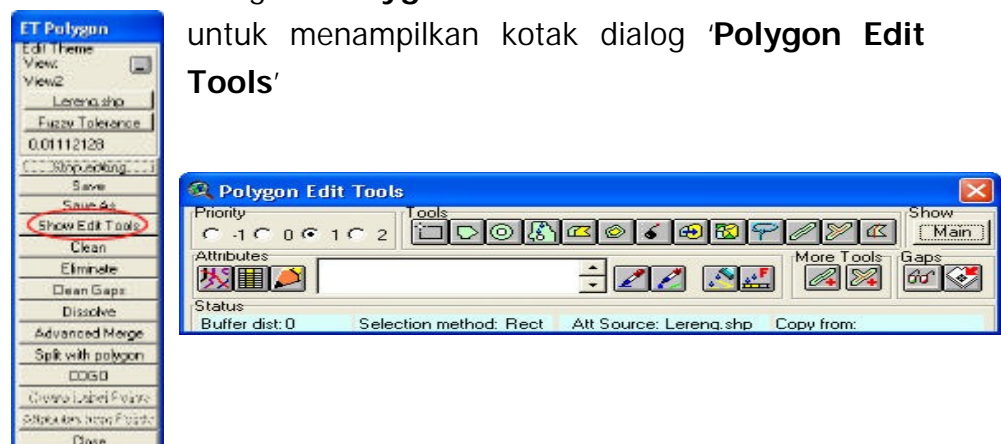 untuk menampilkan kotak dialog ‘Polygon Edit
Tools’
ET Polygon
Edit Theme
View:
View2
Lereng.shp
Fuzzy Tolerance
0.01112128
Stop editing
Save
Save As
Show Edit Tools
Clean
Eliminate
Clean Gaps
Dissolve
Advanced Merge
Split with polygon
COGO
Close
Polygon Edit Tools
Priority
-1 0 1 2
Tools
Show
Main
Attributes
More Tools
Gaps
Status
Buffer dist: 0 Selection method: Rect Att Source: Lereng.shp Copy from: